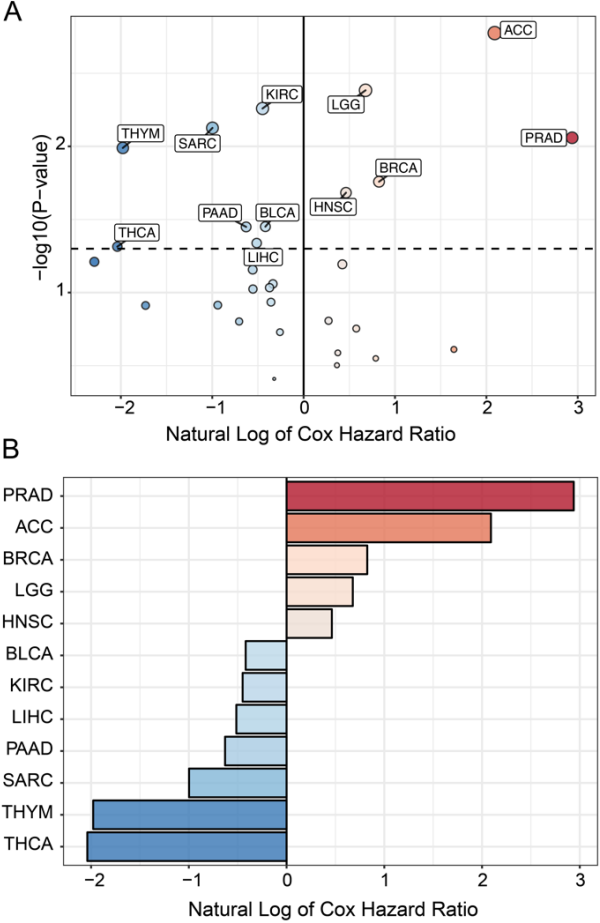 A
ACC
KIRC
LGG
THYM
SARC
PRAD
BRCA
HNSC
PAAD
BLCA
THCA
LIHC
2
1
−log10(P−value)
−2
−1
0
1
2
3
Natural Log of Cox Hazard Ratio
B
PRAD
ACC
BRCA
LGG
HNSC
BLCA
KIRC
LIHC
PAAD
SARC
THYM
THCA
−2
−1
0
1
2
3
Natural Log of Cox Hazard Ratio